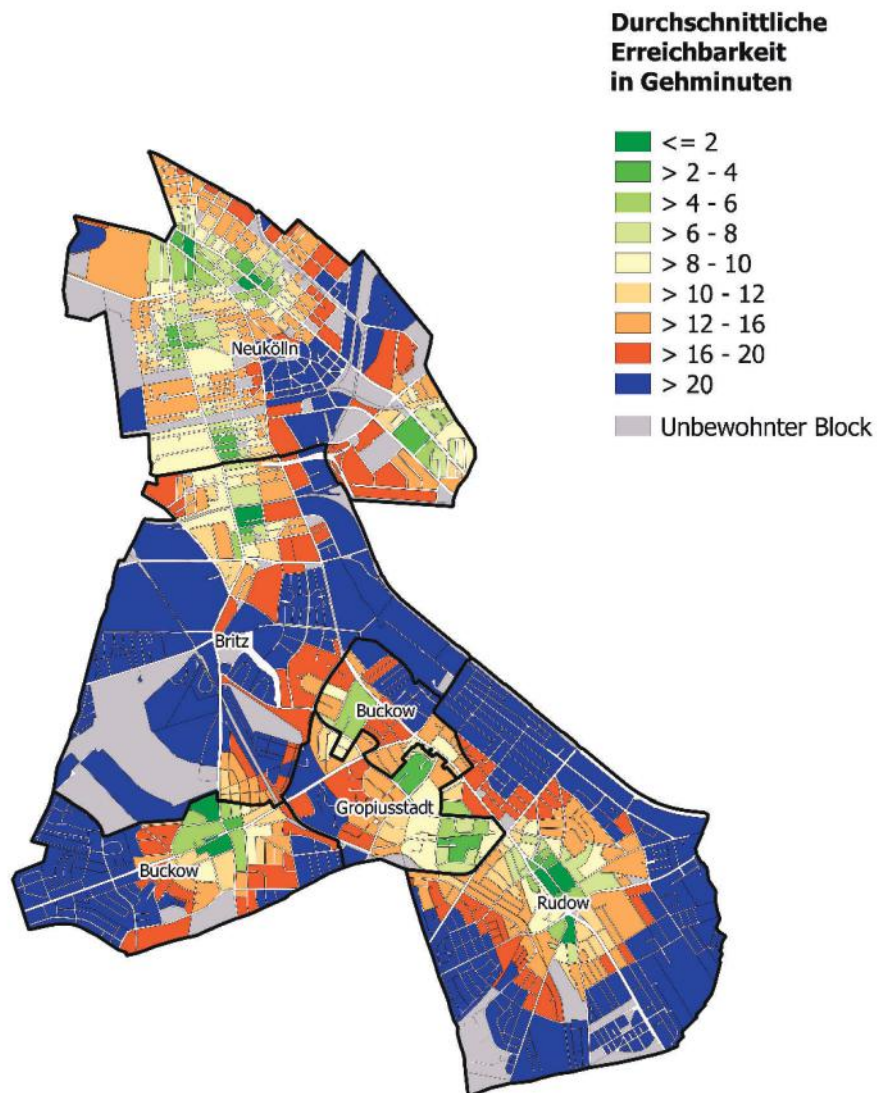 Durchschnittliche
Erreichbarkeit
in Gehminuten
<= 2
> 2 - 4
> 4 - 6
> 6 - 8
> 8 - 10
> 10 - 12
> 12 - 16
> 16 - 20
> 20
Unbewohnter Block
Neukölln
Britz
Buckow
Gropiusstadt
Buckow
Rudow